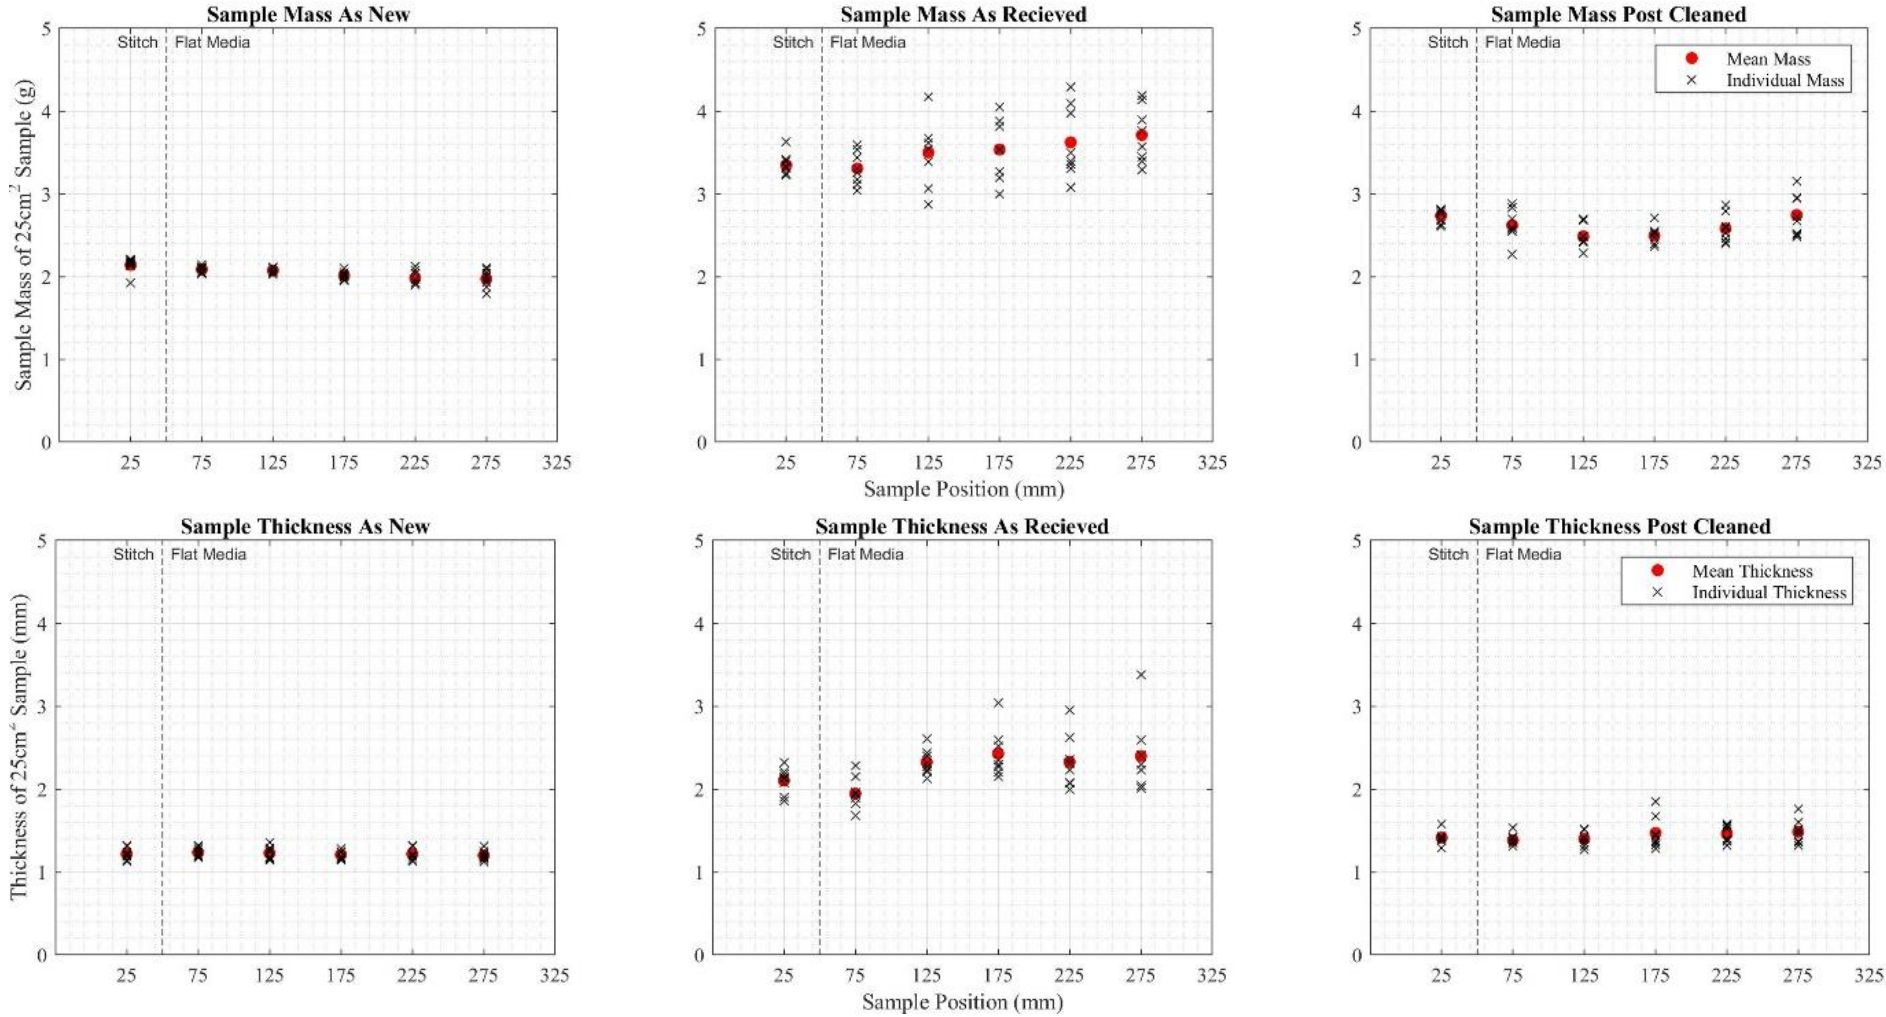 Sample Mass As New
Sample Mass As Recieved
Sample Mass Post Cleaned
Sample Mass of 25cm² Sample (g)
5
4
3
2
1
0
Stitch Flat Media
25 75 125 175 225 275 325
5
4
3
2
1
0
Stitch Flat Media
25 75 125 175 225 275 325
Sample Position (mm)
5
4
3
2
1
0
Stitch Flat Media
Mean Mass
Individual Mass
25 75 125 175 225 275 325
Sample Thickness As New
Sample Thickness As Recieved
Sample Thickness Post Cleaned
Thickness of 25cm² Sample (mm)
5
4
3
2
1
0
Stitch Flat Media
25 75 125 175 225 275 325
5
4
3
2
1
0
Stitch Flat Media
25 75 125 175 225 275 325
Sample Position (mm)
5
4
3
2
1
0
Stitch Flat Media
Mean Thickness
Individual Thickness
25 75 125 175 225 275 325